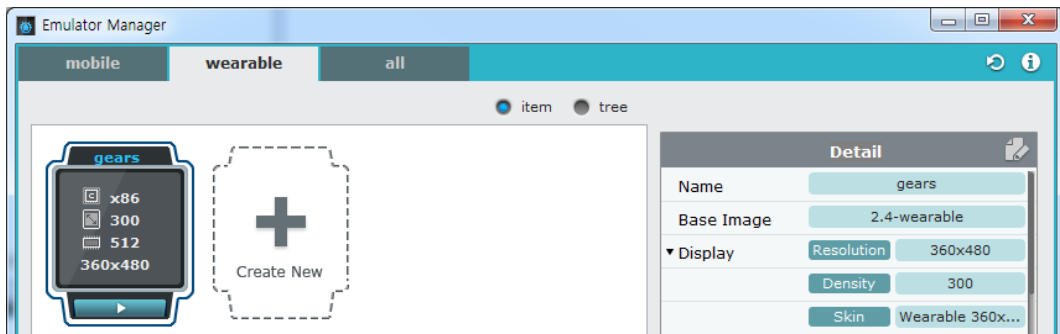 Emulator Manager
mobile wearable all
item tree
gears
x86
300
512
360x480
Create New
Detail
Name gears
Base Image 2.4-wearable
Display Resolution 360x480
Density 300
Skin Wearable 360x...